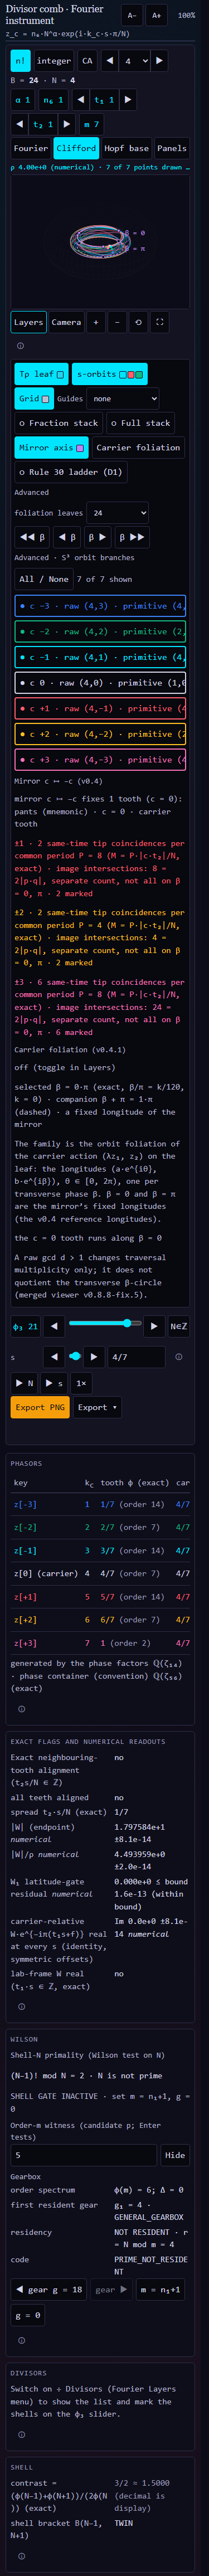 Divisor comb · Fourier
instrument
A− A+ 100%
z_c = n₆·N^α·exp(i·k_c·s·π/N)
n! integer CA ◀ 4 ▶
B = 24 · N = 4
α 1 n₆ 1 ◀ t₁ 1 ▶
◀ t₂ 1 ▶ m 7
Fourier Clifford Hopf base Panels
ρ 4.00e+0 (numerical) · 7 of 7 points drawn …
β = 0
β = π
Layers Camera + − ⟲ ⛶
ⓘ
Tρ leaf s-orbits
Grid Guides none
○ Fraction stack ○ Full stack
Mirror axis Carrier foliation
○ Rule 30 ladder (D1)
Advanced
foliation leaves 24
◀◀ β ◀ β β ▶ β ▶▶
Advanced · S³ orbit branches
All / None 7 of 7 shown
● c −3 · raw (4,3) · primitive (4,
● c −2 · raw (4,2) · primitive (2,
● c −1 · raw (4,1) · primitive (4,
● c 0 · raw (4,0) · primitive (1,0
● c +1 · raw (4,−1) · primitive (4
● c +2 · raw (4,−2) · primitive (2
● c +3 · raw (4,−3) · primitive (4
Mirror c ↦ −c (v0.4)
mirror c ↦ −c fixes 1 tooth (c = 0):
pants (mnemonic) · c = 0 · carrier
tooth
±1 · 2 same-time tip coincidences per
common period P = 8 (M = P·|c·t₂|/N,
exact) · image intersections: 8 =
2|p·q|, separate count, not all on β
= 0, π · 2 marked
±2 · 2 same-time tip coincidences per
common period P = 4 (M = P·|c·t₂|/N,
exact) · image intersections: 4 =
2|p·q|, separate count, not all on β
= 0, π · 2 marked
±3 · 6 same-time tip coincidences per
common period P = 8 (M = P·|c·t₂|/N,
exact) · image intersections: 24 =
2|p·q|, separate count, not all on β
= 0, π · 6 marked
Carrier foliation (v0.4.1)
off (toggle in Layers)
selected β = 0·π (exact, β/π = k/120,
k = 0) · companion β + π = 1·π
(dashed) · a fixed longitude of the
mirror
The family is the orbit foliation of
the carrier action (λz₁, z₂) on the
leaf: the longitudes (a·e^{iθ},
b·e^{iβ}), θ ∈ [0, 2π), one per
transverse phase β. β = 0 and β = π
are the mirror's fixed longitudes
(the v0.4 reference longitudes).
the c = 0 tooth runs along β = 0
A raw gcd d > 1 changes traversal
multiplicity only; it does not
quotient the transverse β-circle
(merged viewer v0.8.8-fix.5).
ϕ₃ 21 ◀ ▶ N∈ℤ
s ◀ ▶ 4/7 ⓘ
▶ N ▶ s 1×
Export PNG Export ▾
PHASORS
key k_C tooth ϕ (exact) car
z[-3] 1 1/7 (order 14) 4/7
z[-2] 2 2/7 (order 7) 4/7
z[-1] 3 3/7 (order 14) 4/7
z[0] (carrier) 4 4/7 (order 7) 4/7
z[+1] 5 5/7 (order 14) 4/7
z[+2] 6 6/7 (order 7) 4/7
z[+3] 7 1 (order 2) 4/7
generated by the phase factors ℚ(ζ₁₄)
· phase container (convention) ℚ(ζ₅₆)
(exact)
ⓘ
EXACT FLAGS AND NUMERICAL READOUTS
Exact neighbouring- no
tooth alignment
(t₂s/N ∈ ℤ)
all teeth aligned no
spread t₂·s/N (exact) 1/7
|W| (endpoint) 1.797584e+1
numerical ±8.1e-14
|W|/ρ numerical 4.493959e+0
±2.0e-14
W₁ latitude-gate 0.000e+0 ≤ bound
residual numerical 1.6e-13 (within
bound)
carrier-relative Im 0.0e+0 ±8.1e-
W·e^{−iπ(t₁s+f)} real 14 numerical
at every s (identity,
symmetric offsets)
lab-frame W real no
(t₁·s ∈ ℤ, exact)
ⓘ
WILSON
Shell-N primality (Wilson test on N)
(N−1)! mod N = 2 · N is not prime
SHELL GATE INACTIVE · set m = n₁+1, g =
0
Order-m witness (candidate p; Enter
tests)
5 Hide
Gearbox
order spectrum ϕ(m) = 6; Δ = 0
first resident gear g₁ = 4 ·
GENERAL_GEARBOX
residency NOT RESIDENT · r
= N mod m = 4
code PRIME_NOT_RESIDE
NT
◀ gear g = 18 gear ▶ m = n₁+1
g = 0
ⓘ
DIVISORS
Switch on ÷ Divisors (Fourier Layers
menu) to show the list and mark the
shells on the ϕ₃ slider.
ⓘ
SHELL
contrast = 3/2 = 1.5000
(ϕ(N−1)+ϕ(N+1))/(2ϕ(N (decimal is
)) (exact) display)
shell bracket B(N−1, TWIN
N+1)
ⓘ